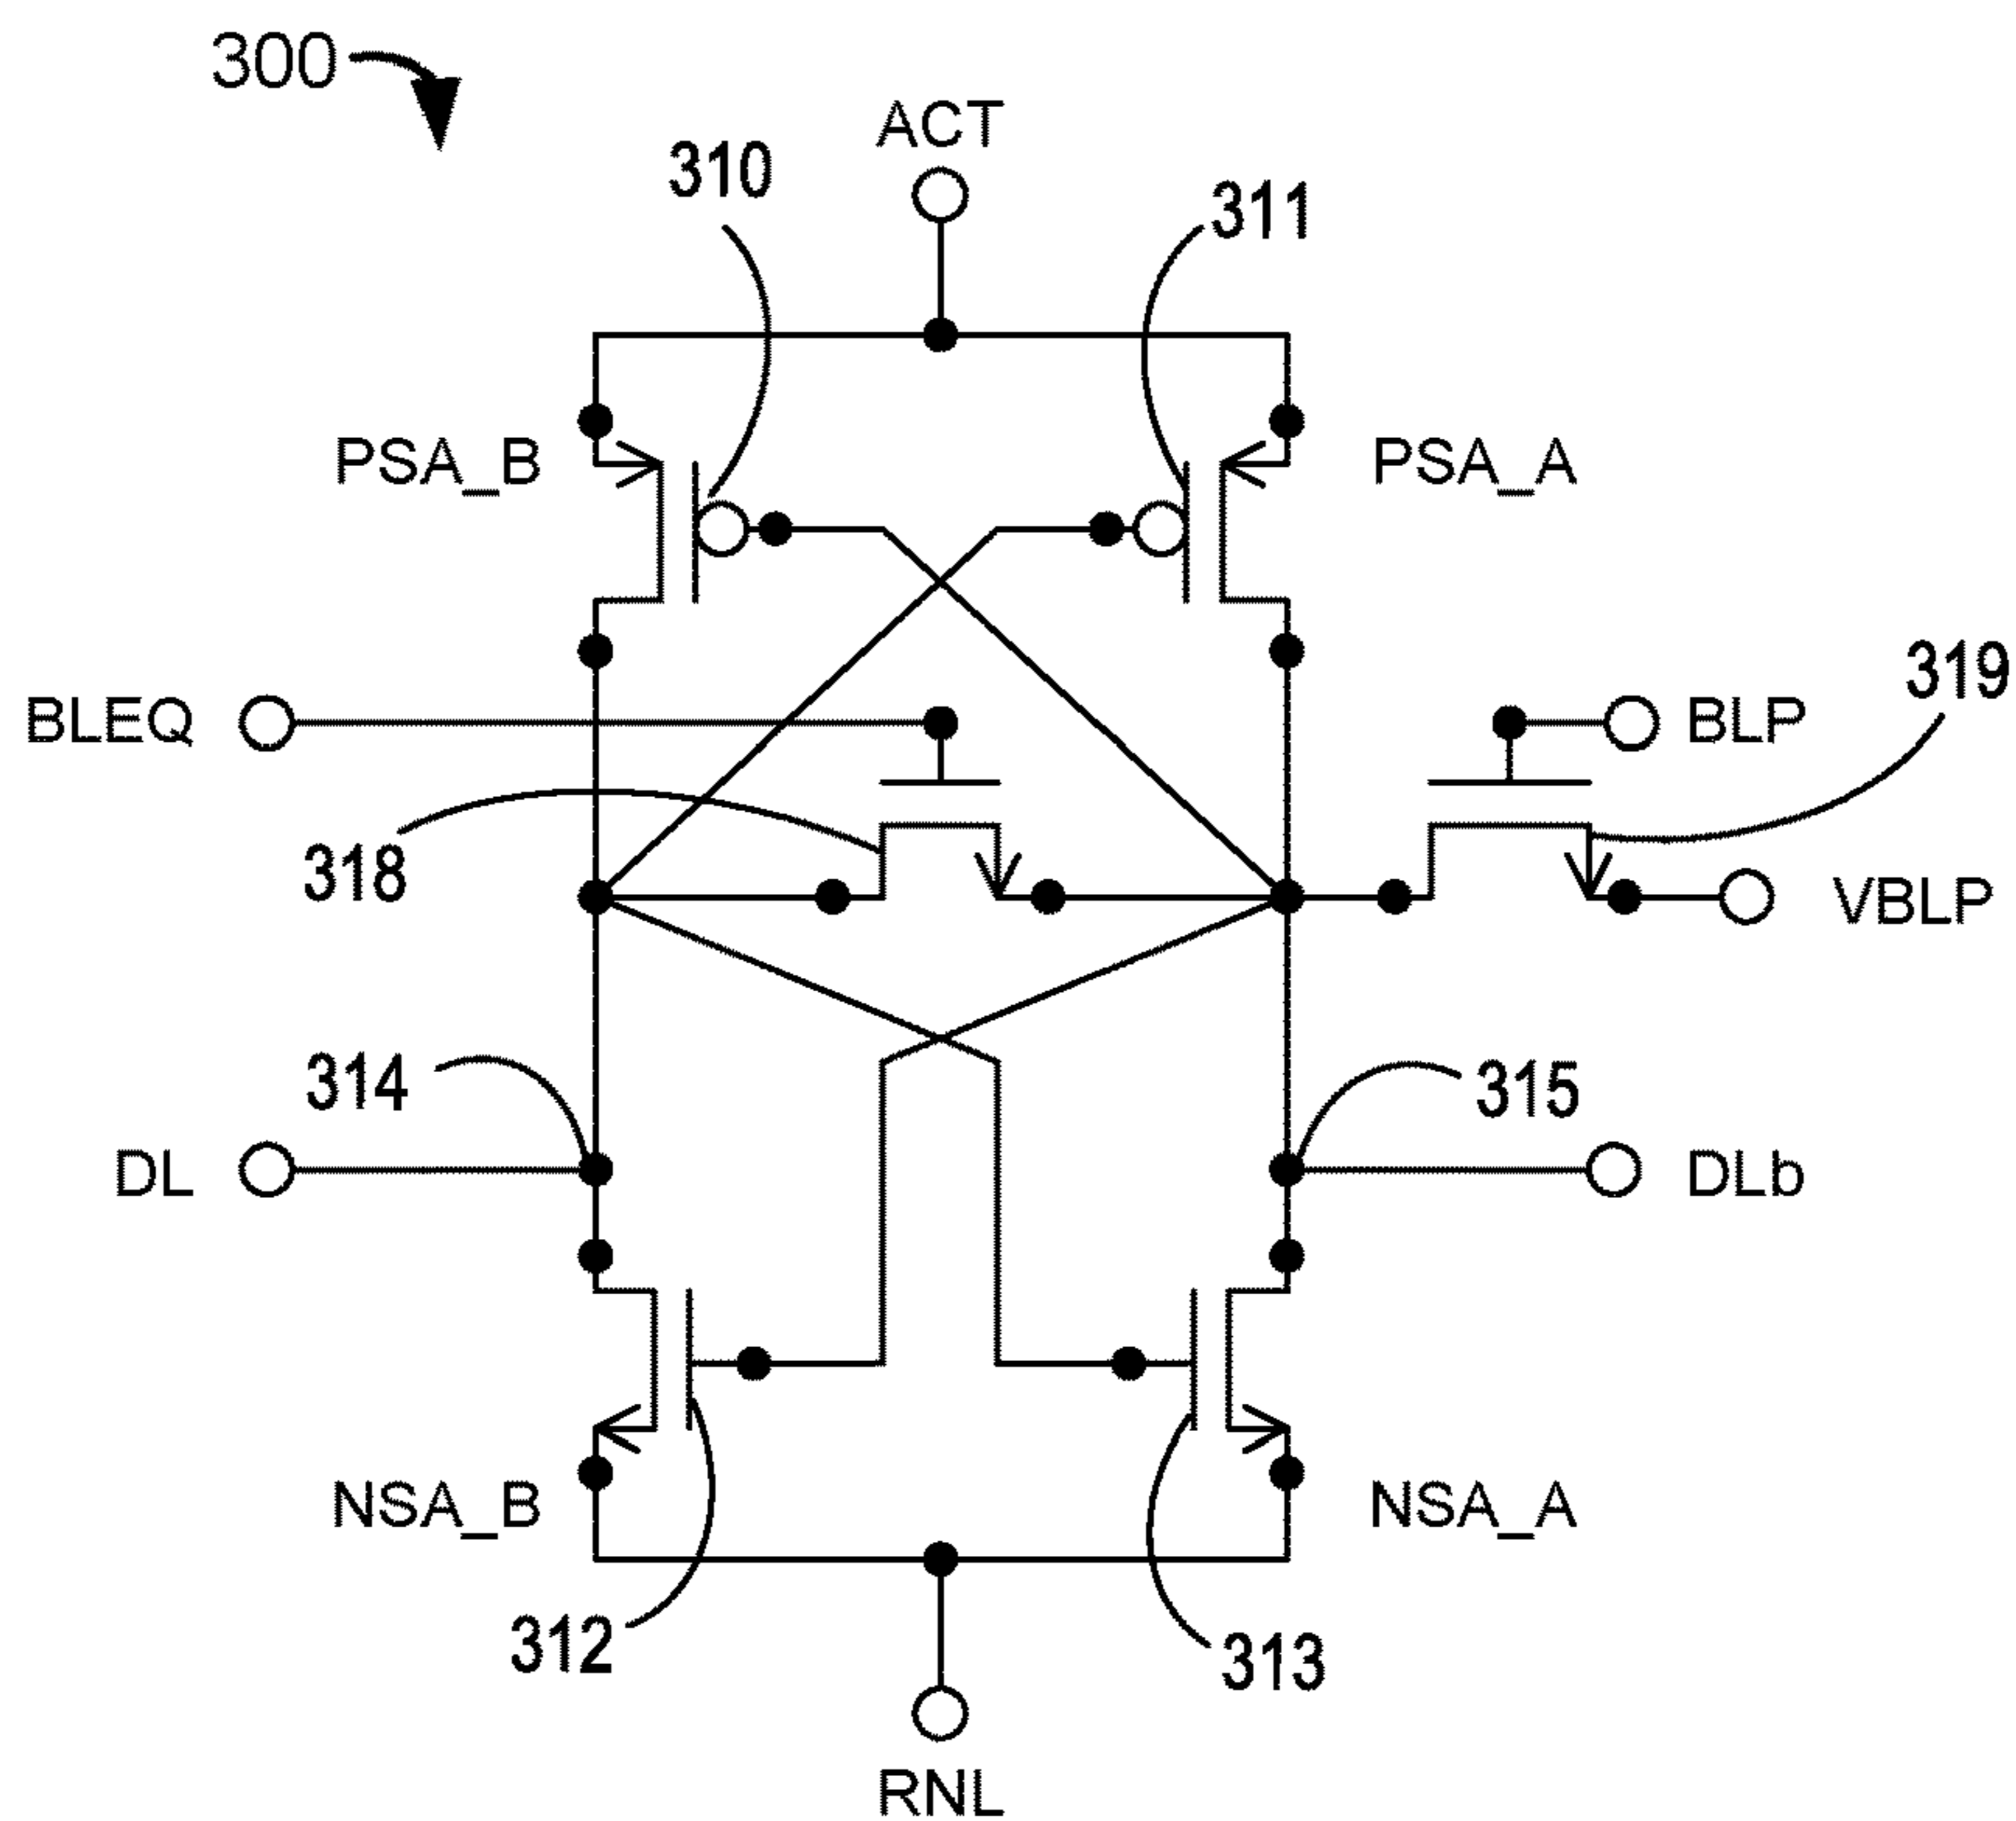 300
ACT
310
311
PSA_B
PSA_A
319
BLEQ
BLP
318
VBLP
314
315
DL
DLb
NSA_B
NSA_A
312
313
RNL